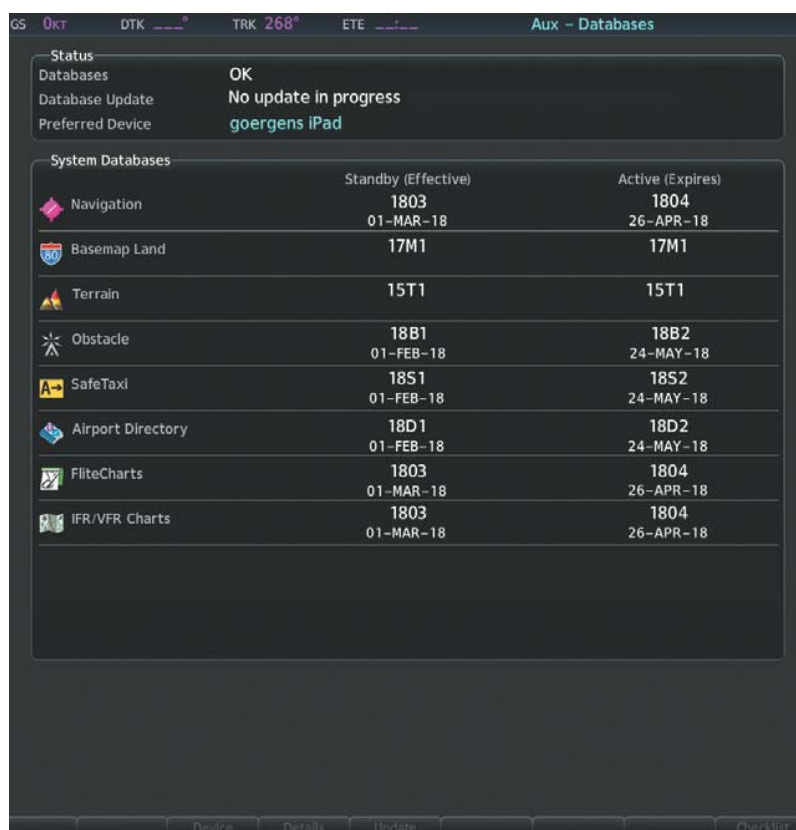 GS 0KT DTK ___° TRK 268° ETE __:__ Aux – Databases
Status
Databases OK
Database Update No update in progress
Preferred Device goergens iPad
System Databases
Standby (Effective) Active (Expires)
Navigation 1803 1804
01-MAR-18 26-APR-18
80 Basemap Land 17M1 17M1
Terrain 15T1 15T1
Obstacle 18B1 18B2
01-FEB-18 24-MAY-18
A→ SafeTaxi 18S1 18S2
01-FEB-18 24-MAY-18
Airport Directory 18D1 18D2
01-FEB-18 24-MAY-18
FliteCharts 1803 1804
01-MAR-18 26-APR-18
IFR/VFR Charts 1803 1804
01-MAR-18 26-APR-18
Device Details Update Checklist